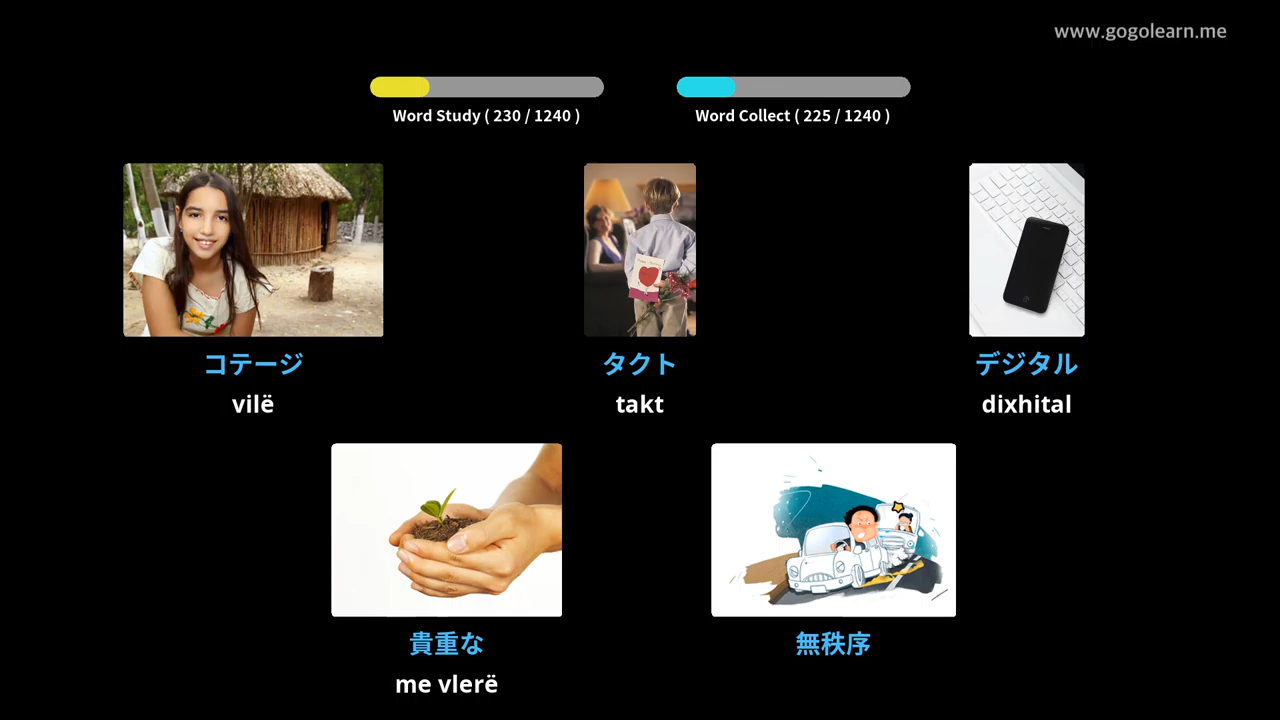 www.gogolearn.me
Word Study ( 230 / 1240 )
Word Collect ( 225 / 1240 )
コテージ
vilë
タクト
takt
デジタル
dixhital
貴重な
me vlerë
無秩序